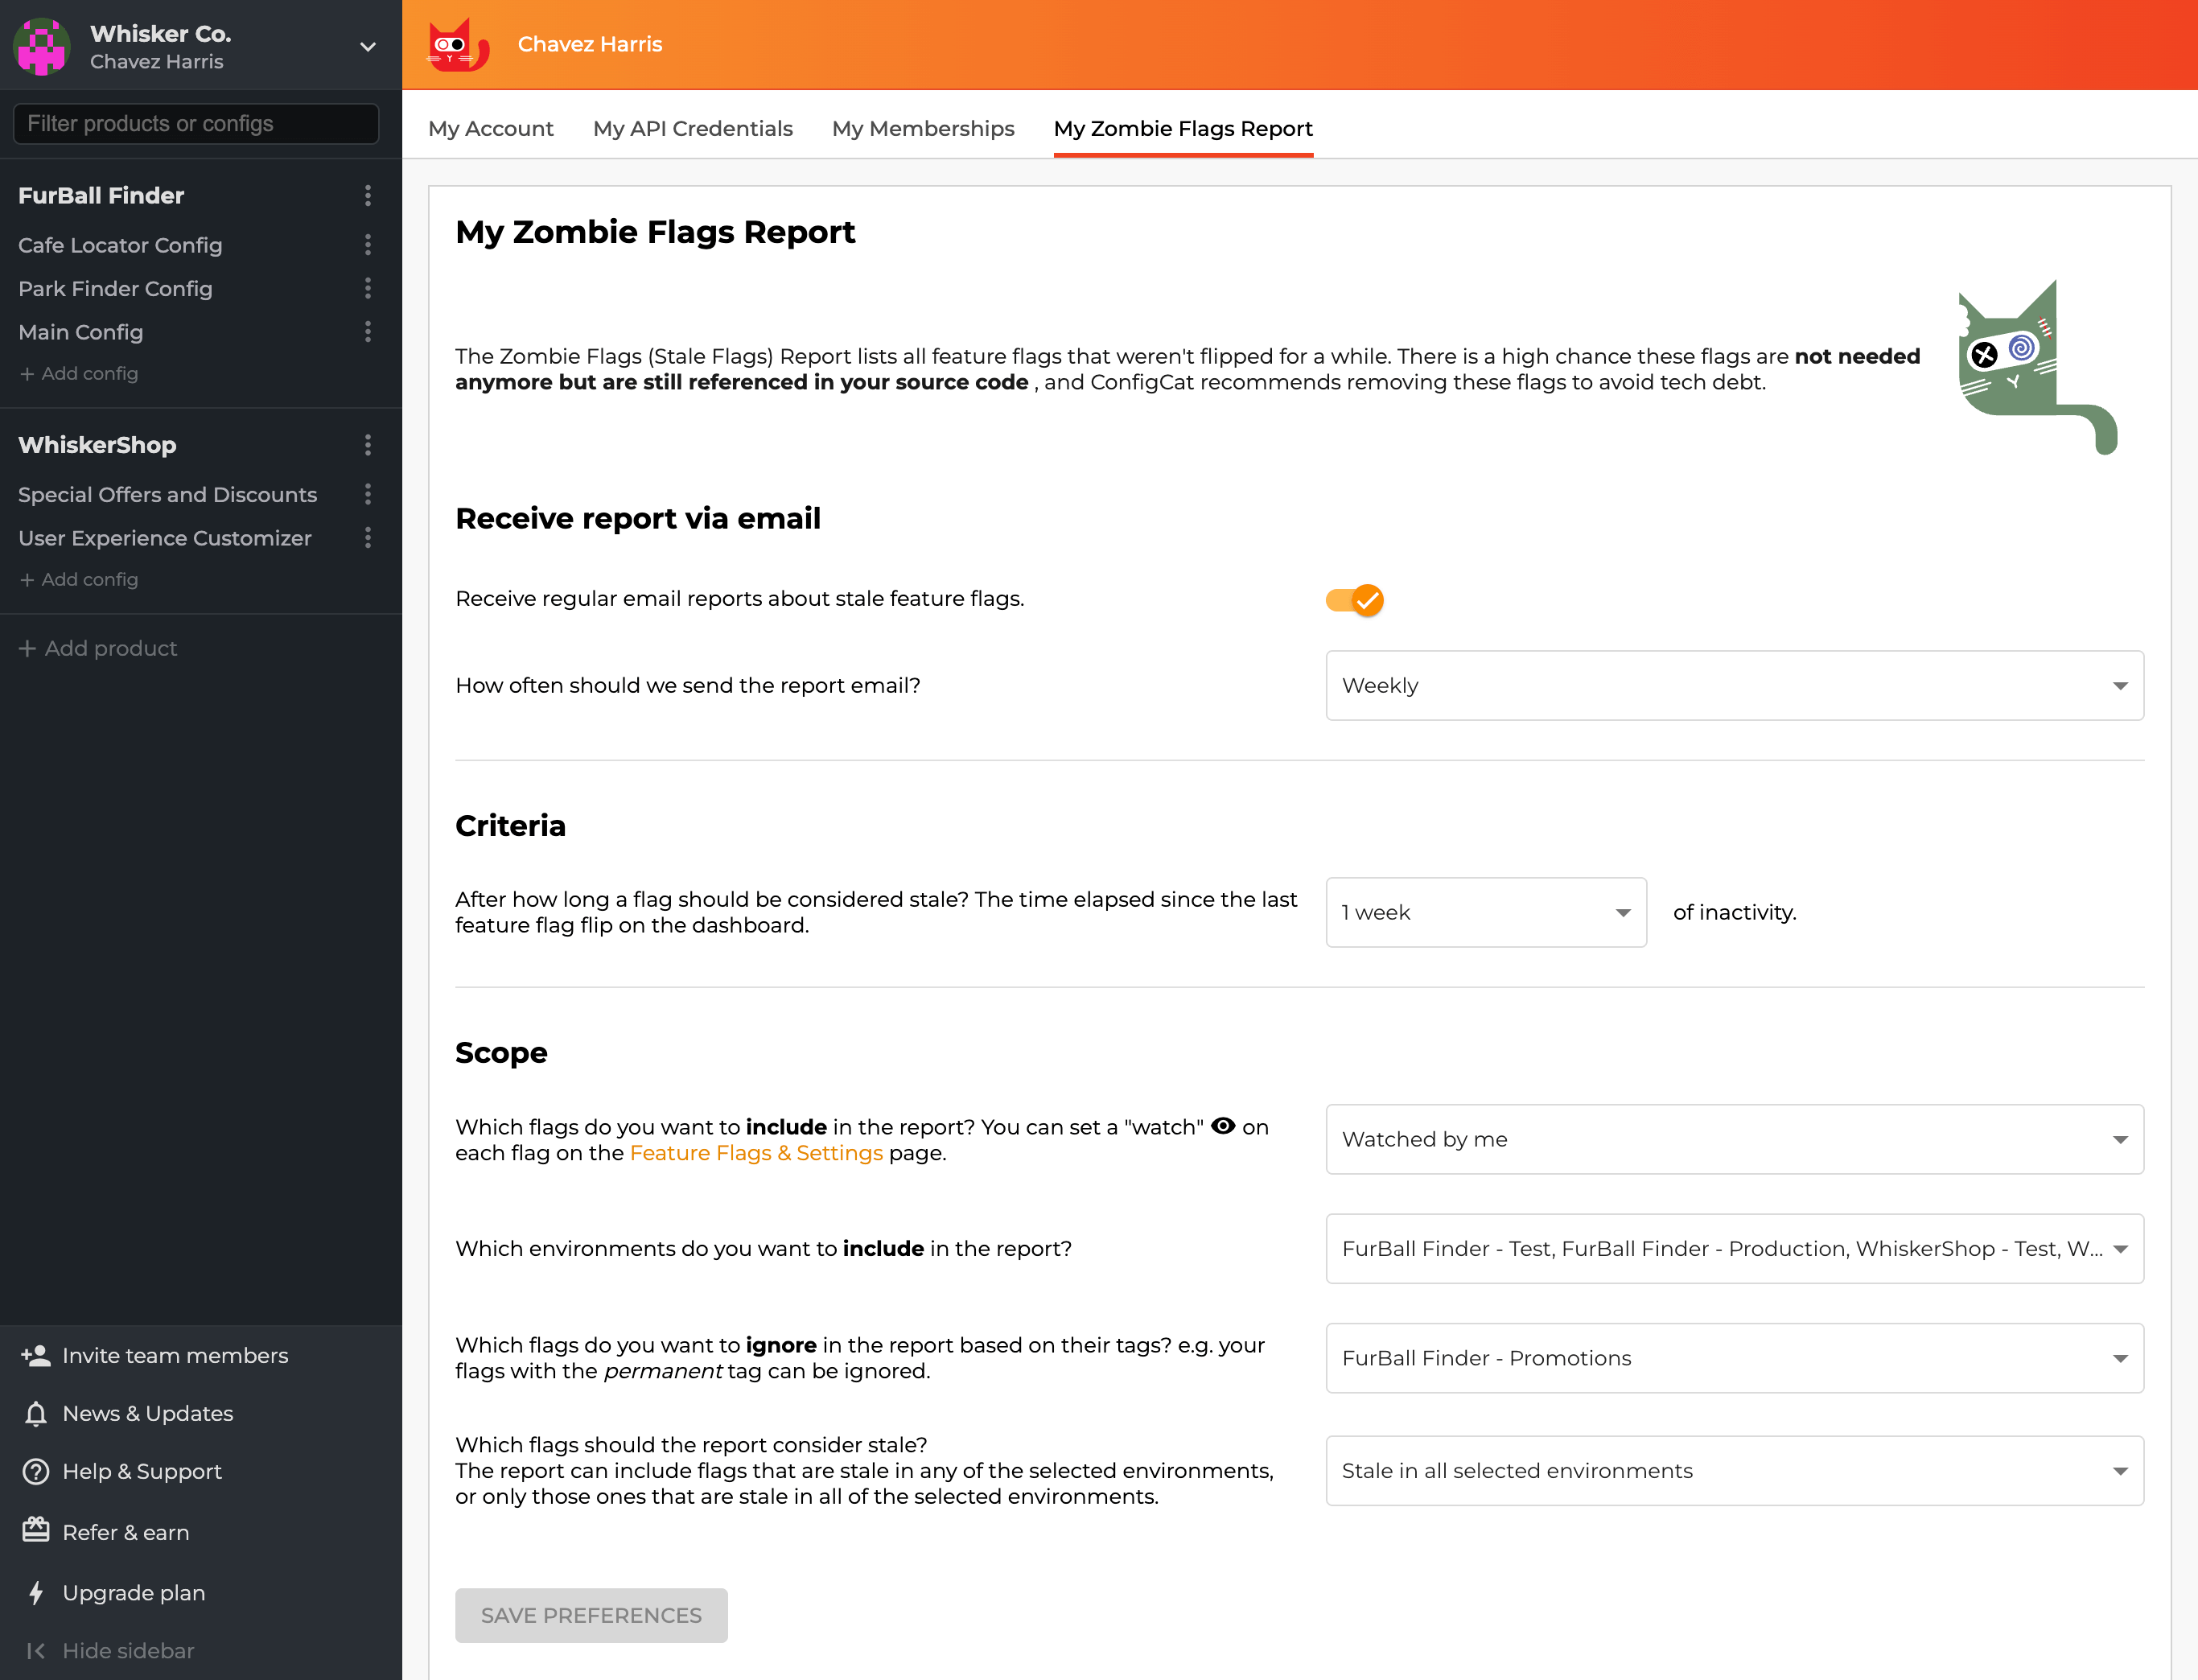 Whisker Co.
Chavez Harris
Filter products or configs
FurBall Finder
Cafe Locator Config
Park Finder Config
Main Config
+ Add config
WhiskerShop
Special Offers and Discounts
User Experience Customizer
+ Add config
+ Add product
Invite team members
News & Updates
Help & Support
Refer & earn
Upgrade plan
Hide sidebar
Chavez Harris
My Account
My API Credentials
My Memberships
My Zombie Flags Report
My Zombie Flags Report
The Zombie Flags (Stale Flags) Report lists all feature flags that weren't flipped for a while. There is a high chance these flags are not needed
anymore but are still referenced in your source code , and ConfigCat recommends removing these flags to avoid tech debt.
Receive report via email
Receive regular email reports about stale feature flags.
How often should we send the report email?
Weekly
Criteria
After how long a flag should be considered stale? The time elapsed since the last
feature flag flip on the dashboard.
1 week
of inactivity.
Scope
Which flags do you want to include in the report? You can set a "watch" on
each flag on the Feature Flags & Settings page.
Watched by me
Which environments do you want to include in the report?
FurBall Finder - Test, FurBall Finder - Production, WhiskerShop - Test, W...
Which flags do you want to ignore in the report based on their tags? e.g. your
flags with the permanent tag can be ignored.
FurBall Finder - Promotions
Which flags should the report consider stale?
The report can include flags that are stale in any of the selected environments,
or only those ones that are stale in all of the selected environments.
Stale in all selected environments
SAVE PREFERENCES